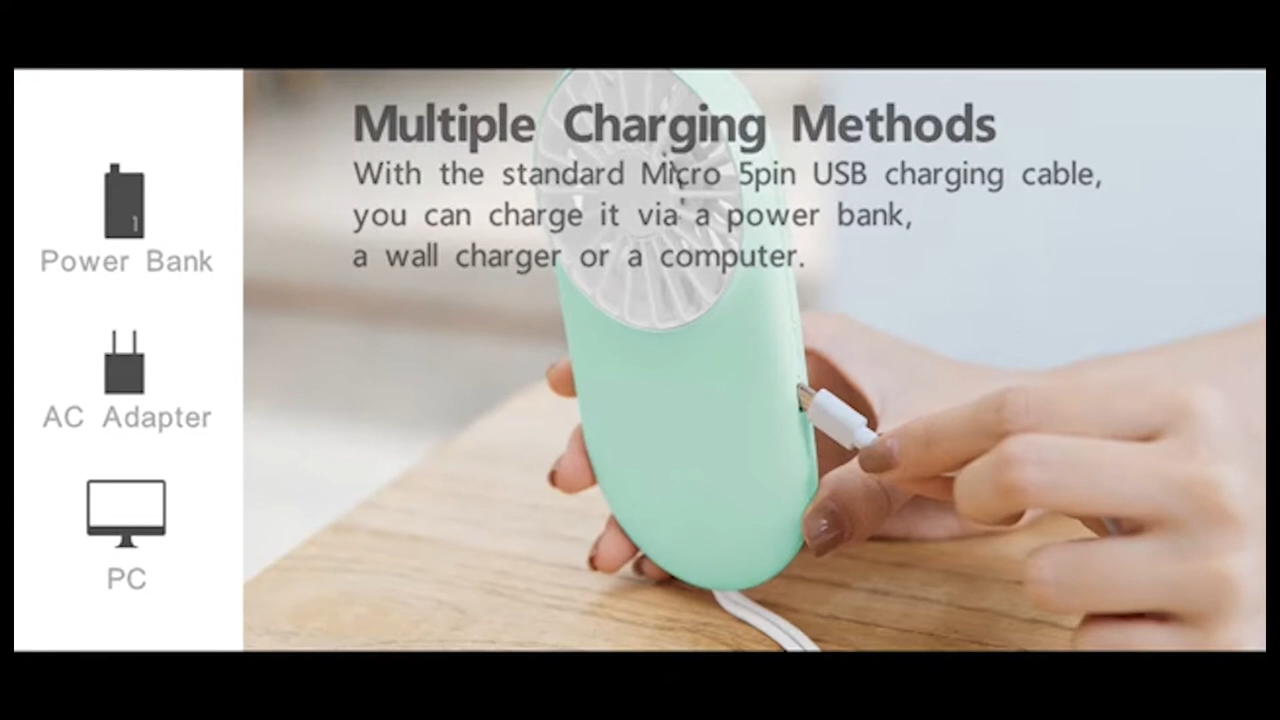 Multiple Charging Methods
With the standard Micro 5pin USB charging cable,
you can charge it via a power bank,
a wall charger or a computer.
Power Bank
AC Adapter
PC